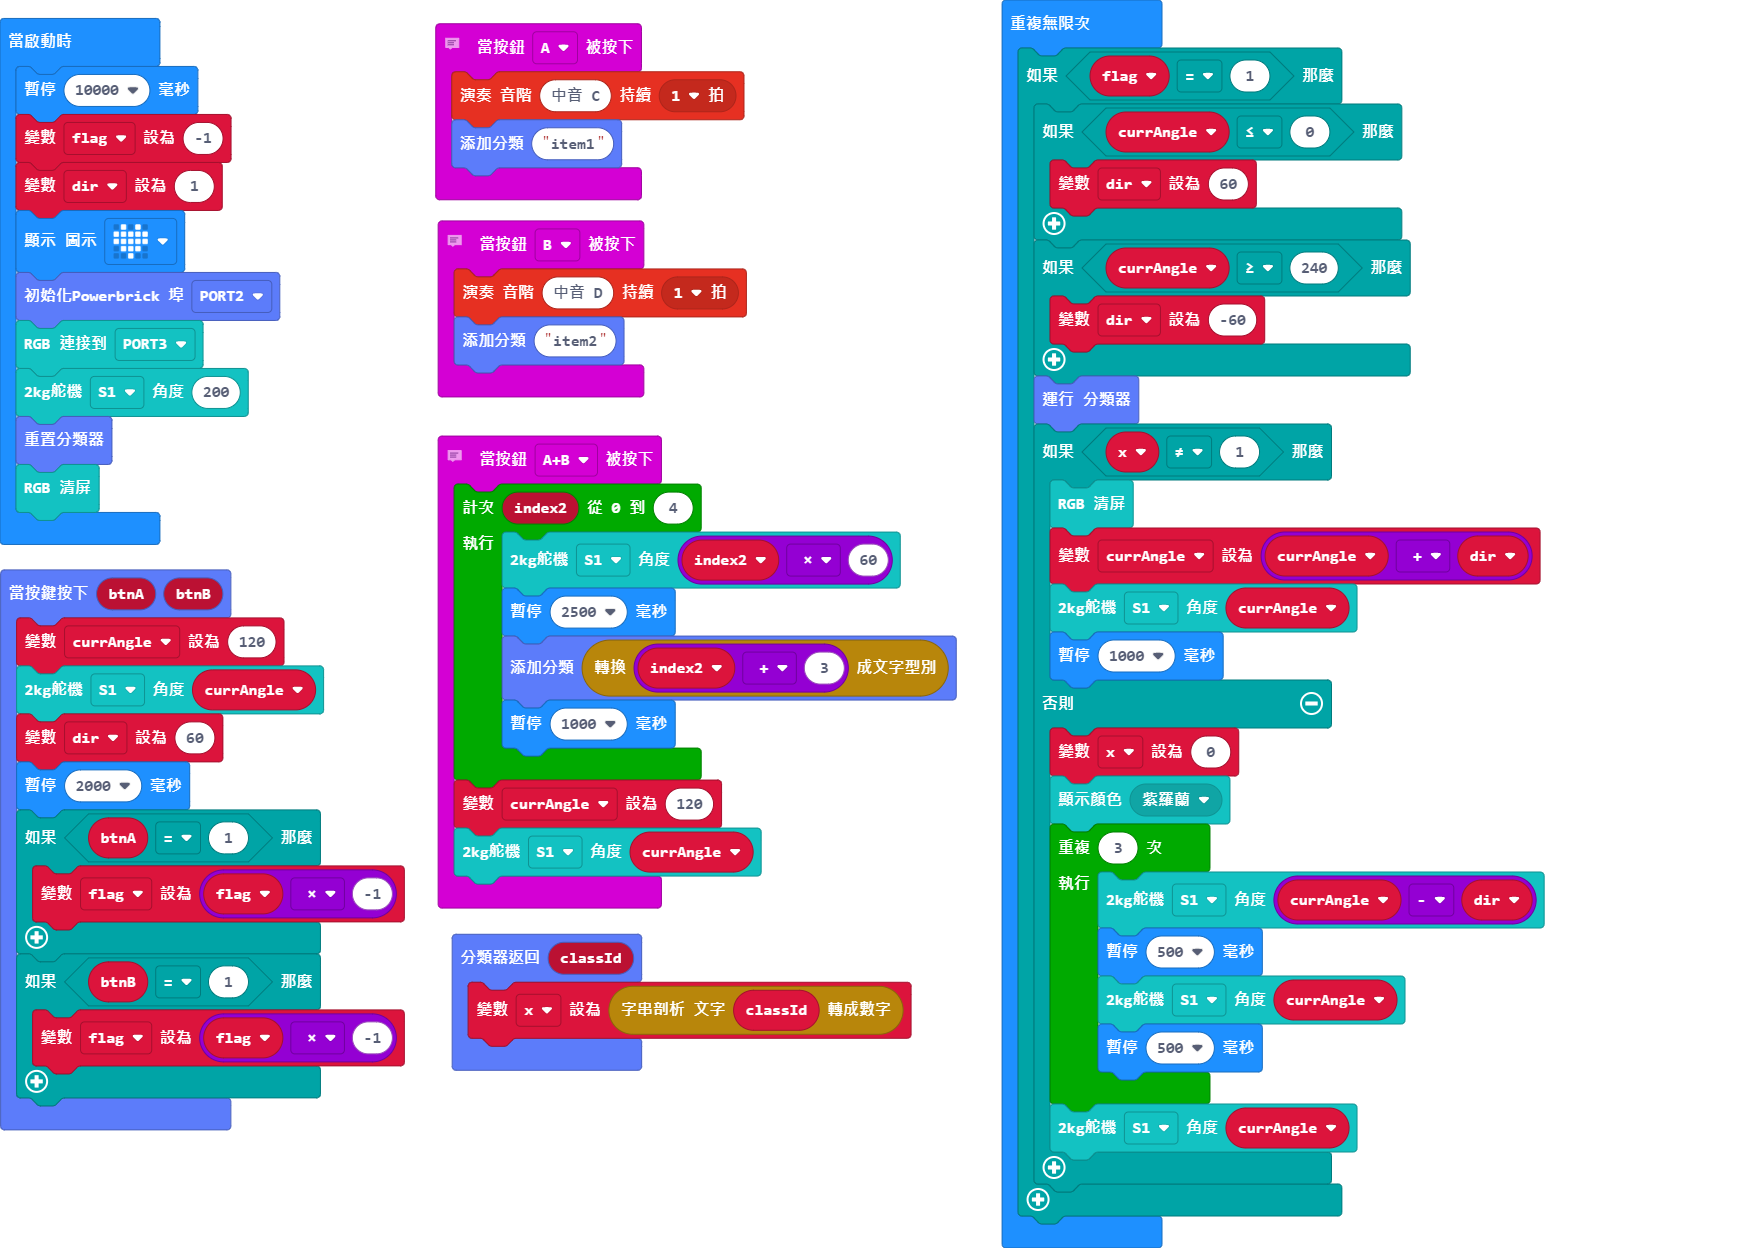 當啟動時
暫停 10000 毫秒
變數 flag 設為 -1
變數 dir 設為 1
顯示 圖示
初始化Powerbrick 埠 PORT2
RGB 連接到 PORT3
2kg舵機 S1 角度 200
重置分類器
RGB 清屏
當按鍵按下 btnA btnB
變數 currAngle 設為 120
2kg舵機 S1 角度 currAngle
變數 dir 設為 60
暫停 2000 毫秒
如果 btnA = 1 那麼
變數 flag 設為 flag × -1
如果 btnB = 1 那麼
變數 flag 設為 flag × -1
當按鈕 A 被按下
演奏 音階 中音 C 持續 1 拍
添加分類 "item1"
當按鈕 B 被按下
演奏 音階 中音 D 持續 1 拍
添加分類 "item2"
當按鈕 A+B 被按下
計次 index2 從 0 到 4
執行
2kg舵機 S1 角度 index2 × 60
暫停 2500 毫秒
添加分類 轉換 index2 + 3 成文字型別
暫停 1000 毫秒
變數 currAngle 設為 120
2kg舵機 S1 角度 currAngle
分類器返回 classId
變數 x 設為 字串剖析 文字 classId 轉成數字
重複無限次
如果 flag = 1 那麼
如果 currAngle ≤ 0 那麼
變數 dir 設為 60
如果 currAngle ≥ 240 那麼
變數 dir 設為 -60
運行 分類器
如果 x ≠ 1 那麼
RGB 清屏
變數 currAngle 設為 currAngle + dir
2kg舵機 S1 角度 currAngle
暫停 1000 毫秒
否則
變數 x 設為 0
顯示顏色 紫羅蘭
重複 3 次
執行
2kg舵機 S1 角度 currAngle - dir
暫停 500 毫秒
2kg舵機 S1 角度 currAngle
暫停 500 毫秒
2kg舵機 S1 角度 currAngle